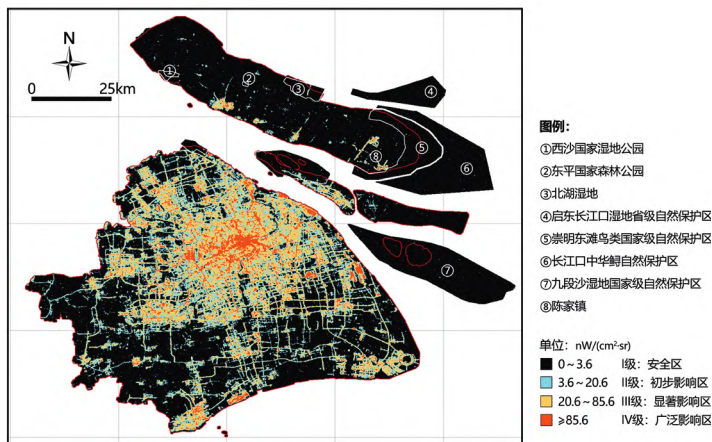 N
0 25km
①
②
③
④
⑤
⑥
⑧
⑦
图例：
①西沙国家湿地公园
②东平国家森林公园
③北湖湿地
④启东长江口湿地省级自然保护区
⑤崇明东滩鸟类国家级自然保护区
⑥长江口中华鲟自然保护区
⑦九段沙湿地国家级自然保护区
⑧陈家镇
单位：nW/(cm²·sr)
0～3.6 Ⅰ级：安全区
3.6～20.6 Ⅱ级：初步影响区
20.6～85.6 Ⅲ级：显著影响区
≥85.6 Ⅳ级：广泛影响区